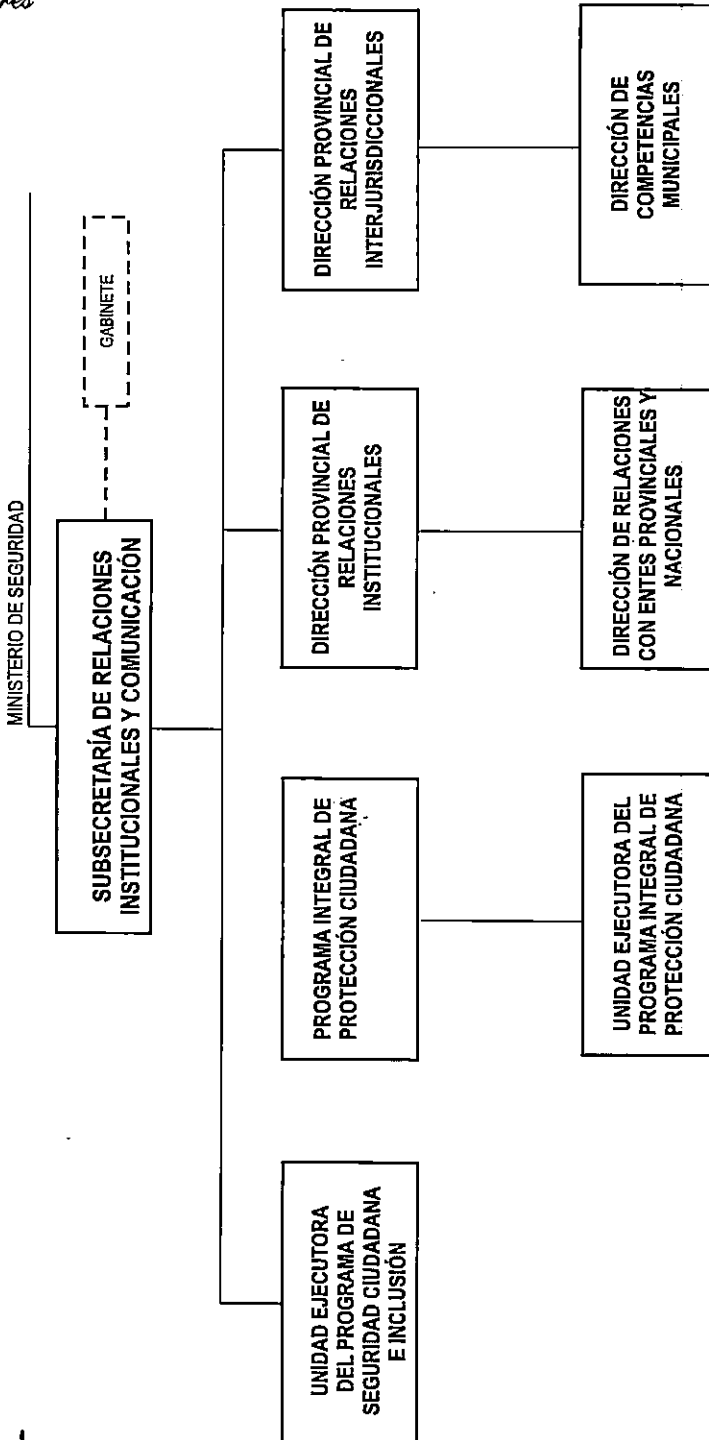 MINISTERIO DE SEGURIDAD
SUBSECRETARÍA DE RELACIONES
INSTITUCIONALES Y COMUNICACIÓN
GABINETE
UNIDAD EJECUTORA
DEL PROGRAMA DE
SEGURIDAD CIUDADANA
E INCLUSIÓN
PROGRAMA INTEGRAL DE
PROTECCIÓN CIUDADANA
DIRECCIÓN PROVINCIAL DE
RELACIONES
INSTITUCIONALES
DIRECCIÓN PROVINCIAL DE
RELACIONES
INTERJURISDICCIONALES
UNIDAD EJECUTORA DEL
PROGRAMA INTEGRAL DE
PROTECCIÓN CIUDADANA
DIRECCIÓN DE RELACIONES
CON ENTES PROVINCIALES Y
NACIONALES
DIRECCIÓN DE
COMPETENCIAS
MUNICIPALES